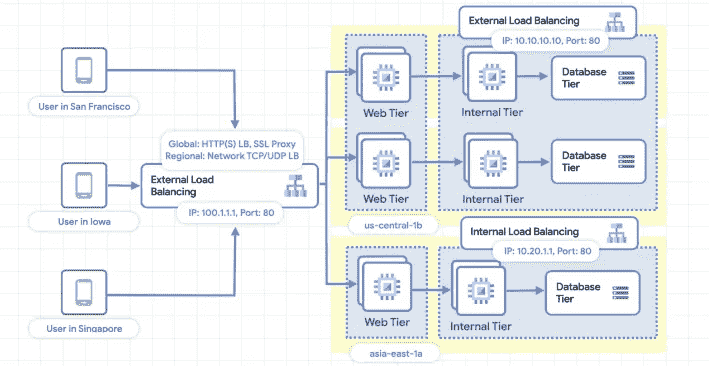 External Load Balancing
IP: 10.10.10.10, Port: 80
User in San Francisco
Web Tier
Internal Tier
Database
Tier
Global: HTTP(S) LB, SSL Proxy
Regional: Network TCP/UDP LB
External Load
Balancing
IP: 100.1.1.1, Port: 80
User in Iowa
Web Tier
Internal Tier
Database
Tier
us-central-1b
Internal Load Balancing
IP: 10.20.1.1, Port: 80
User in Singapore
Web Tier
Internal Tier
Database
Tier
asia-east-1a